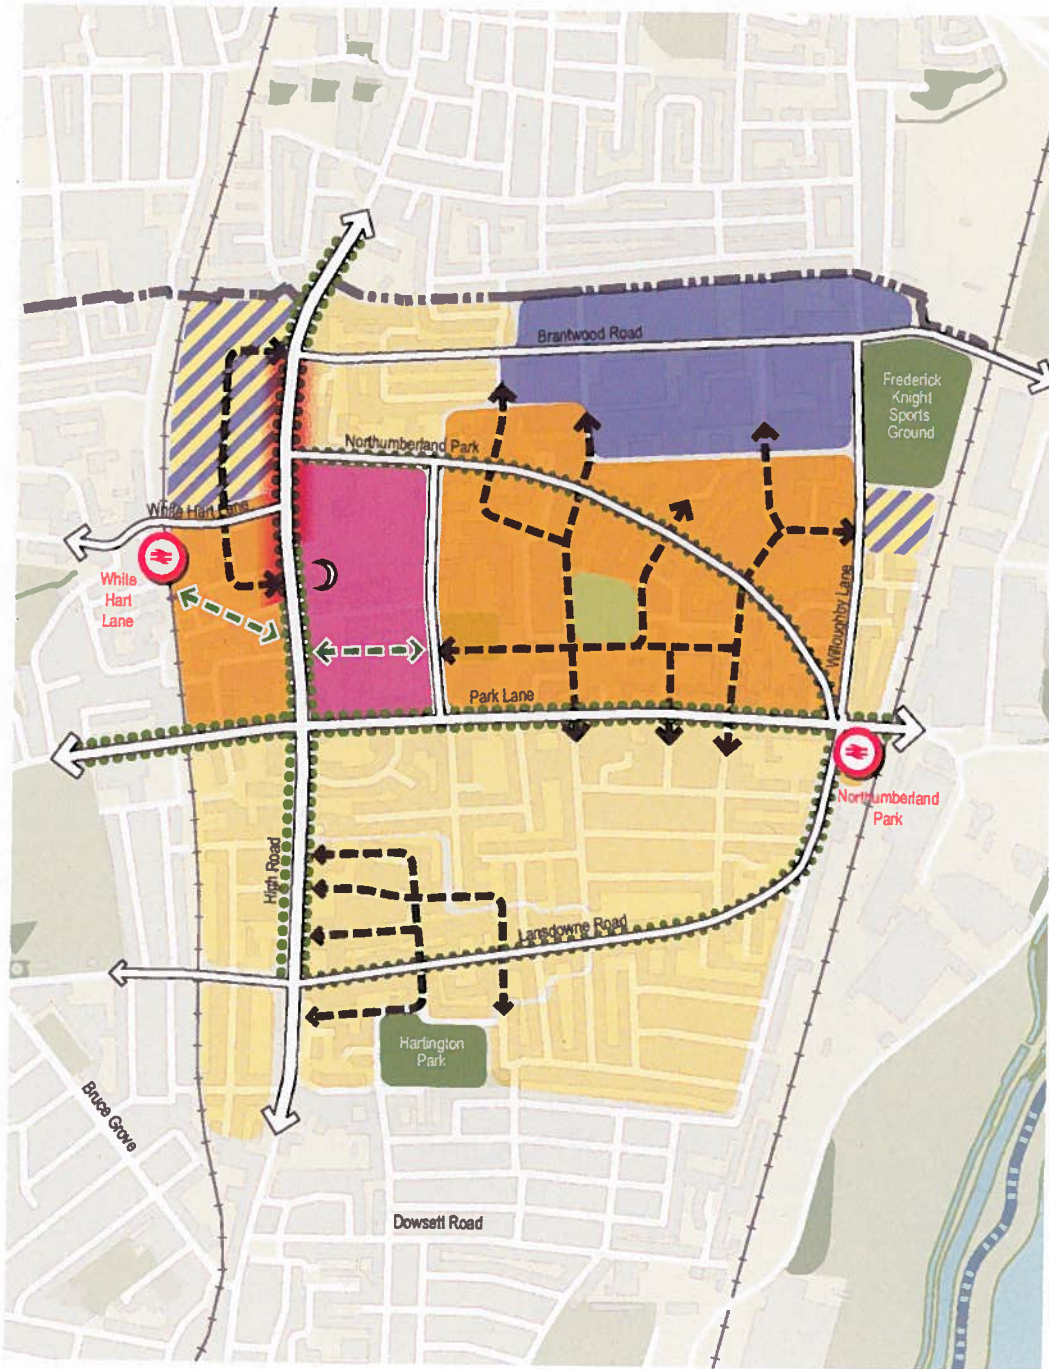 Brantwood Road
Frederick
Knight
Sports
Ground
Northumberland Park
White Hart Lane
White
Hart
Lane
Willoughby Lane
Park Lane
Northumberland
Park
High Road
Lansdowne Road
Hartington
Park
Bruce Grove
Dowsett Road